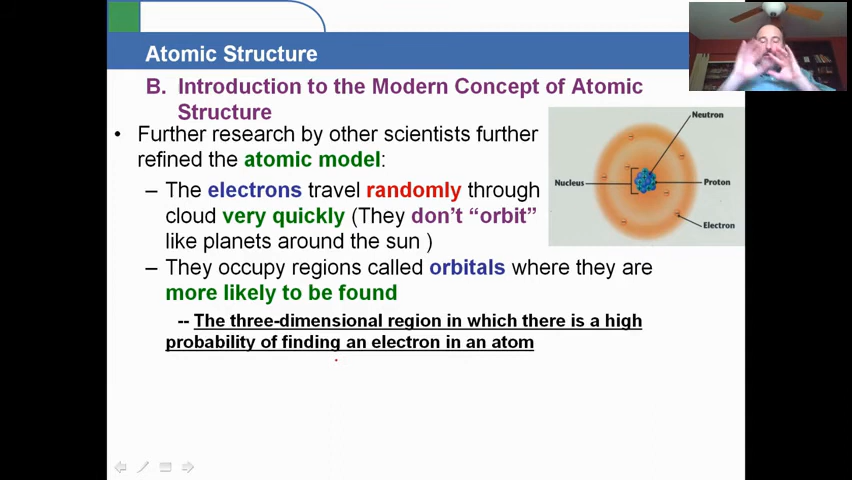 Atomic Structure
B. Introduction to the Modern Concept of Atomic
Structure
• Further research by other scientists further
refined the atomic model:
– The electrons travel randomly through
cloud very quickly (They don't “orbit”
like planets around the sun )
– They occupy regions called orbitals where they are
more likely to be found
-- The three-dimensional region in which there is a high
probability of finding an electron in an atom
Neutron
Nucleus
Proton
Electron